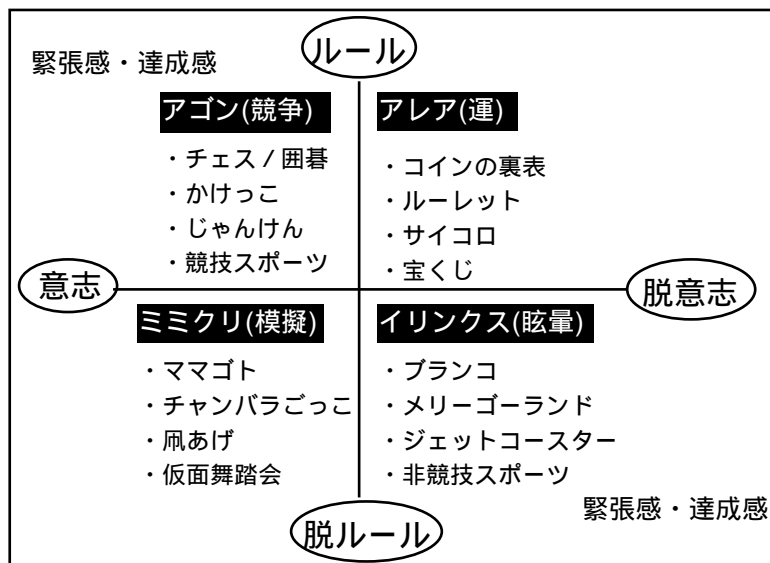 ルール
緊張感・達成感
アゴン(競争)
・チェス / 囲碁
・かけっこ
・じゃんけん
・競技スポーツ
アレア(運)
・コインの裏表
・ルーレット
・サイコロ
・宝くじ
意志
脱意志
ミミクリ(模擬)
・ママゴト
・チャンバラごっこ
・凧あげ
・仮面舞踏会
イリンクス(眩暈)
・ブランコ
・メリーゴーランド
・ジェットコースター
・非競技スポーツ
緊張感・達成感
脱ルール